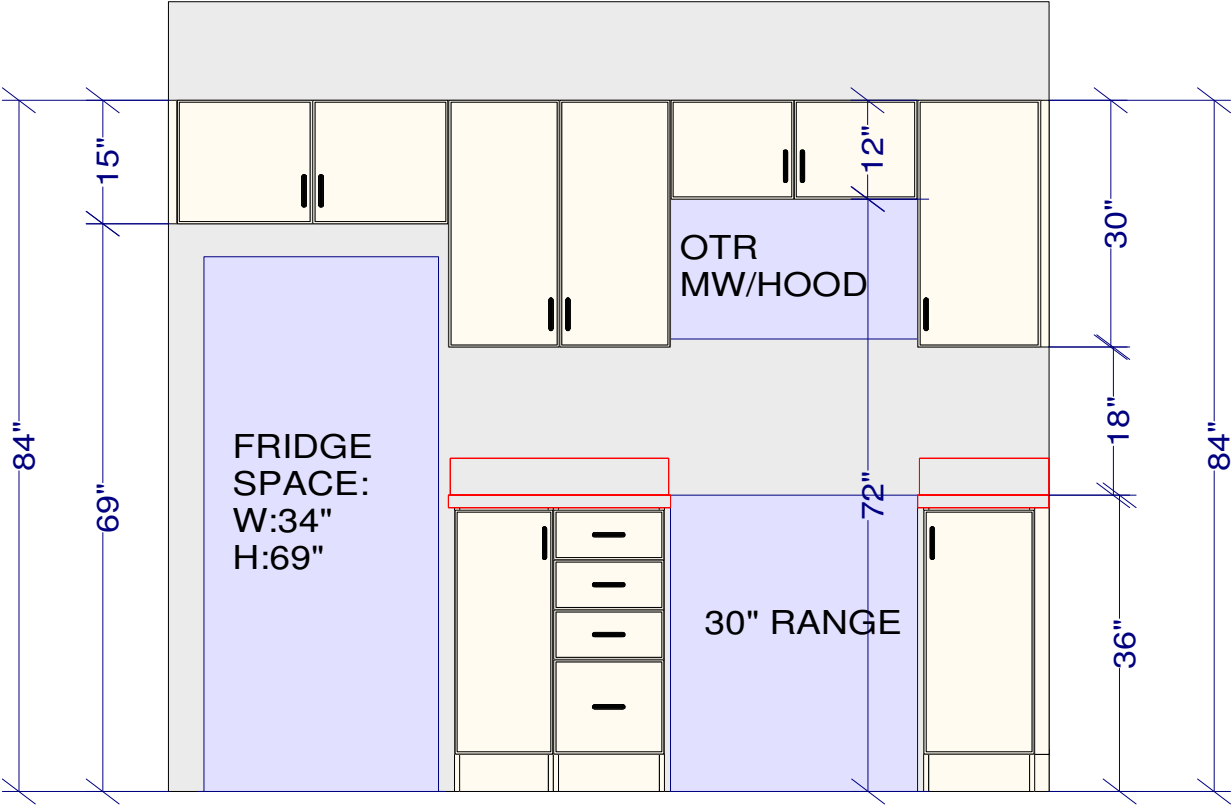 15"
12"
30"
OTR
MW/HOOD
84"
69"
FRIDGE
SPACE:
W:34"
H:69"
72"
18"
84"
30" RANGE
36"